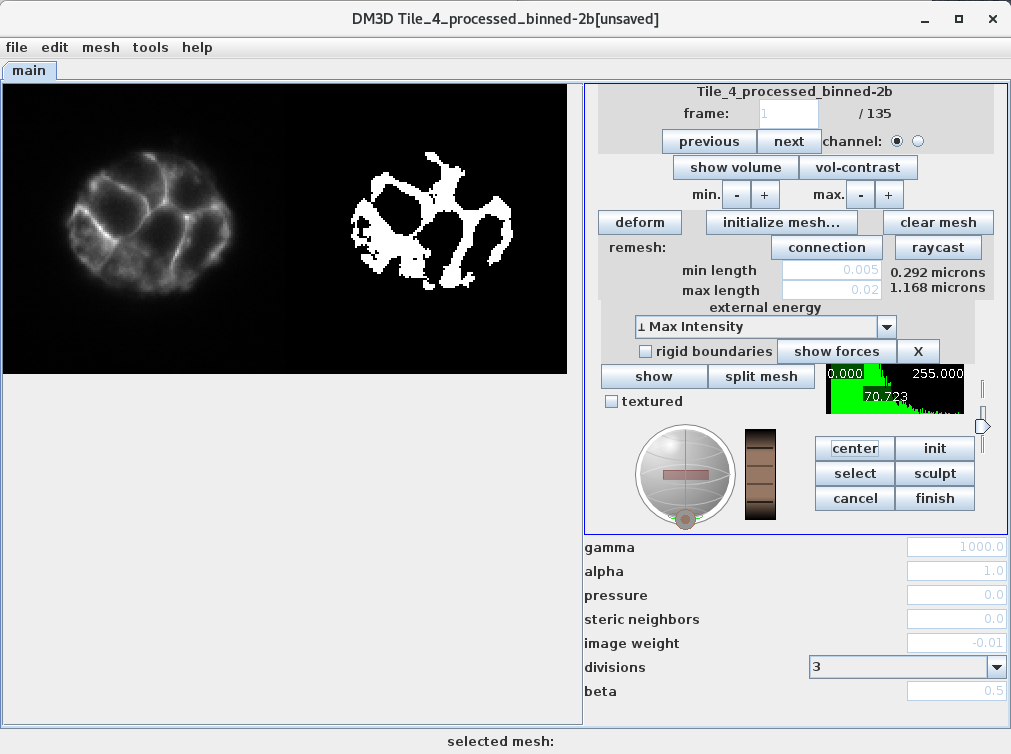 DM3D Tile_4_processed_binned-2b[unsaved]
file edit mesh tools help
main
Tile_4_processed_binned-2b
frame: 1 / 135
previous next channel:
show volume vol-contrast
min. - + max. - +
deform initialize mesh... clear mesh
remesh: connection raycast
min length 0.005 0.292 microns
max length 0.02 1.168 microns
external energy
⊥ Max Intensity
rigid boundaries show forces X
show split mesh 0.000 255.000
textured 70.723
center init
select sculpt
cancel finish
gamma 1000.0
alpha 1.0
pressure 0.0
steric neighbors 0.0
image weight -0.01
divisions 3
beta 0.5
selected mesh: